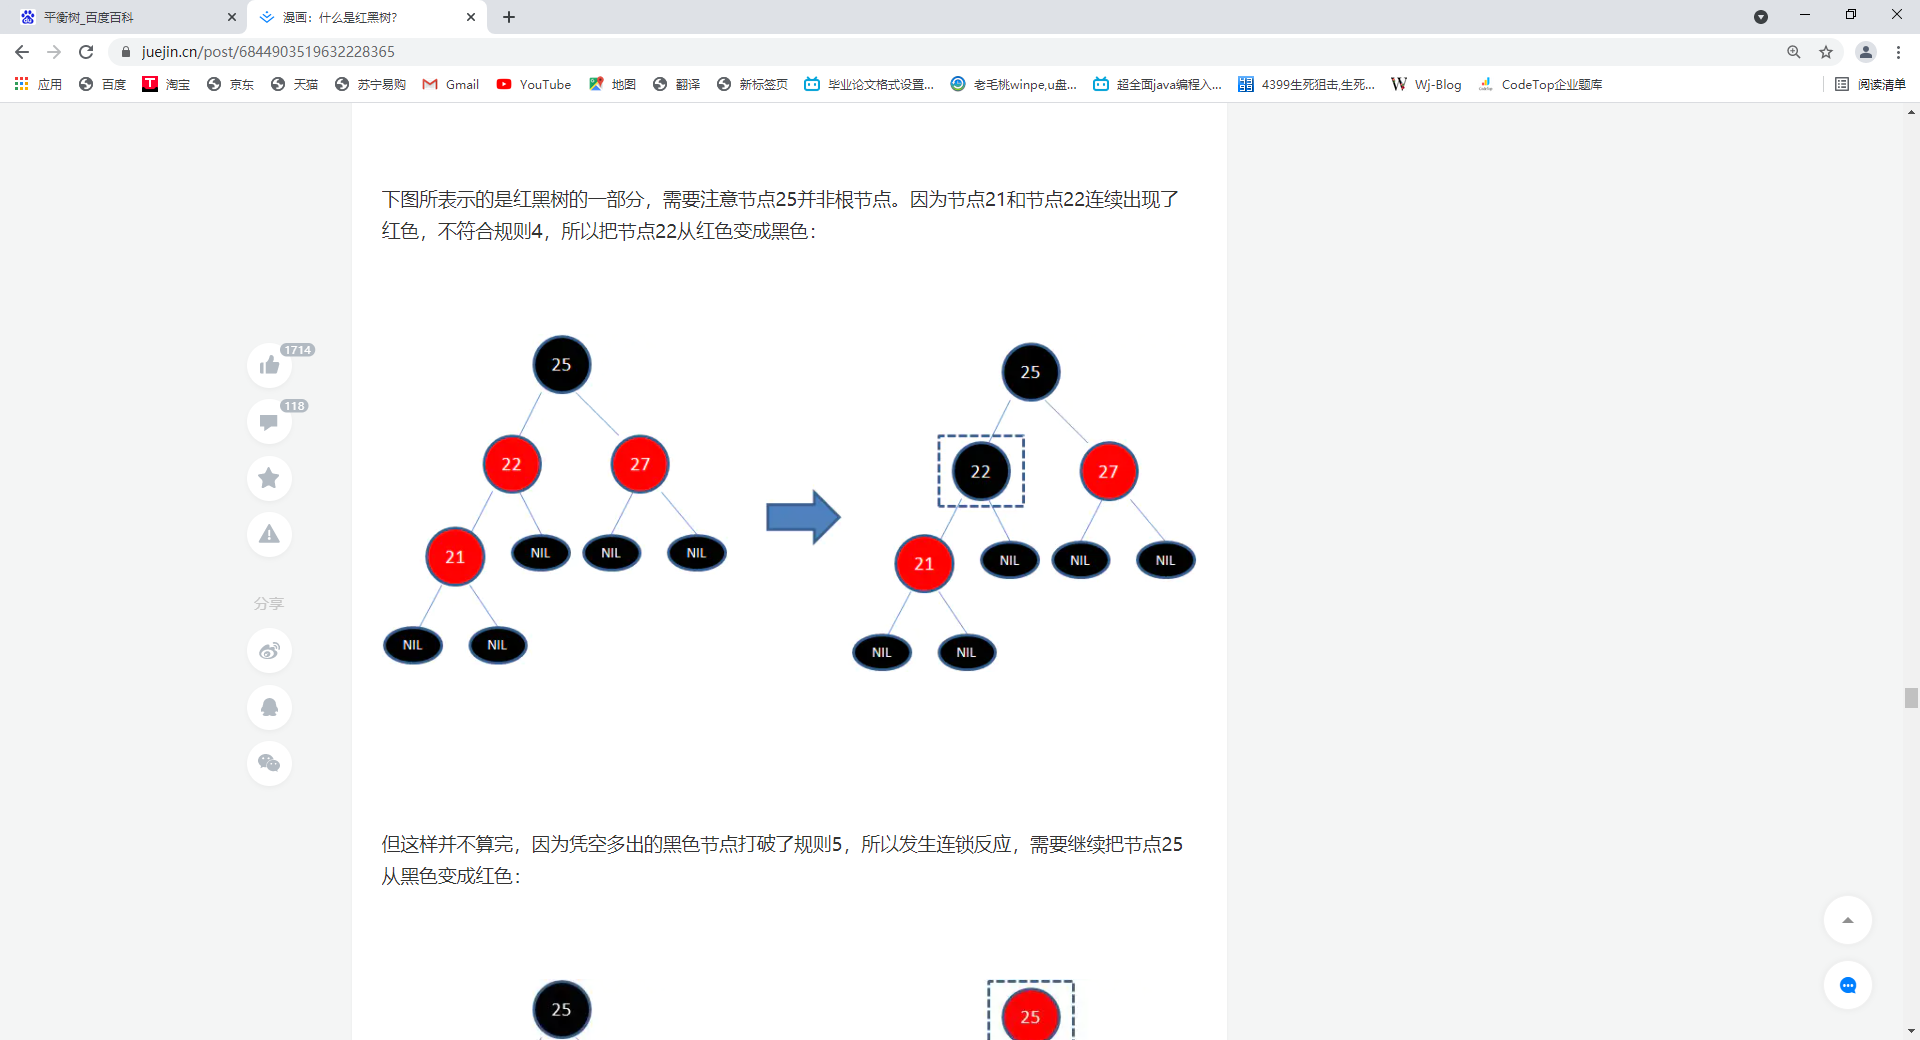 平衡树_百度百科
漫画：什么是红黑树？
juejin.cn/post/6844903519632228365
应用 百度 淘宝 京东 天猫 苏宁易购 Gmail YouTube 地图 翻译 新标签页 毕业论文格式设置... 老毛桃winpe,u盘... 超全面java编程入... 4399生死狙击,生死... Wj-Blog CodeTop企业题库 阅读清单
下图所表示的是红黑树的一部分，需要注意节点25并非根节点。因为节点21和节点22连续出现了
红色，不符合规则4，所以把节点22从红色变成黑色：
1714
118
分享
25
22 27
21 NIL NIL NIL
NIL NIL
25
22 27
21 NIL NIL NIL
NIL NIL
但这样并不算完，因为凭空多出的黑色节点打破了规则5，所以发生连锁反应，需要继续把节点25
从黑色变成红色：
25 25